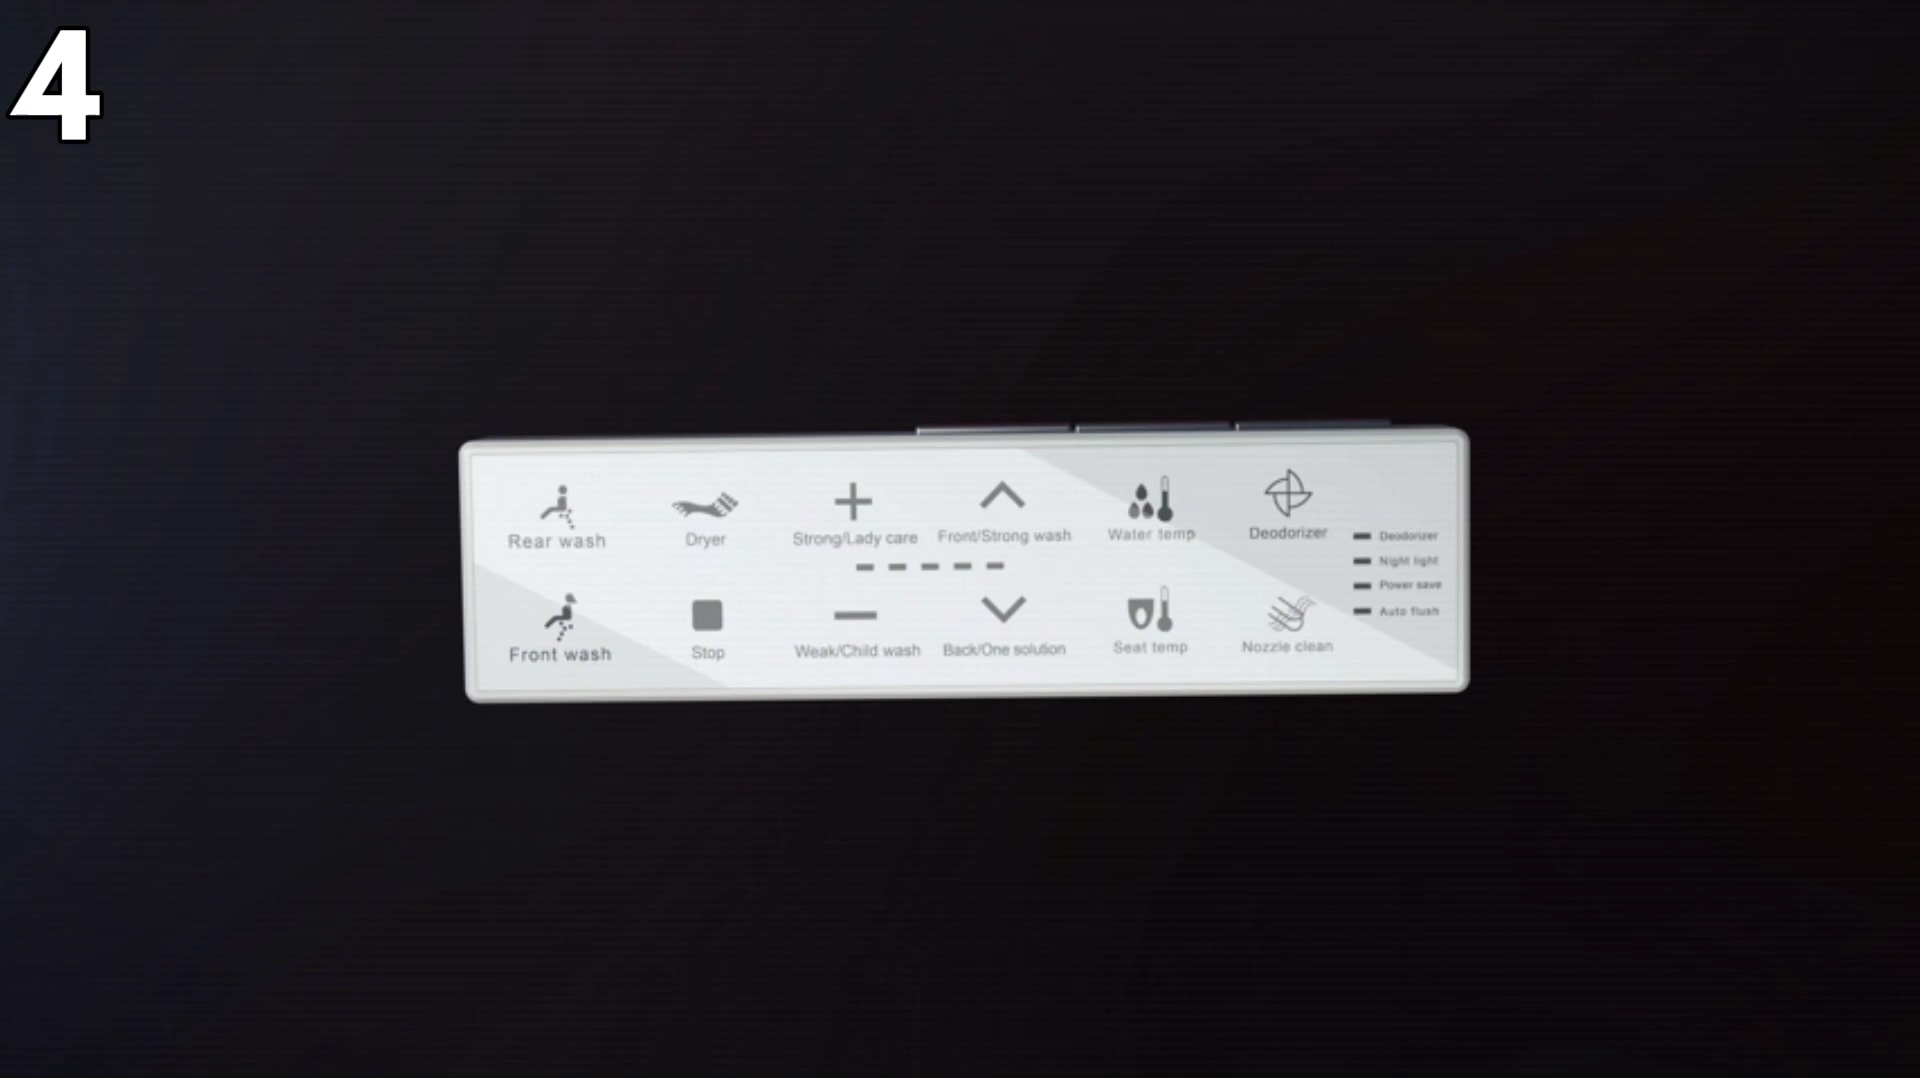 4
Rear wash
Dryer
Strong/Lady care
Front/Strong wash
Water temp
Deodorizer
Deodorizer
Night light
Power save
Auto flush
Front wash
Stop
Weak/Child wash
Back/One solution
Seat temp
Nozzle clean